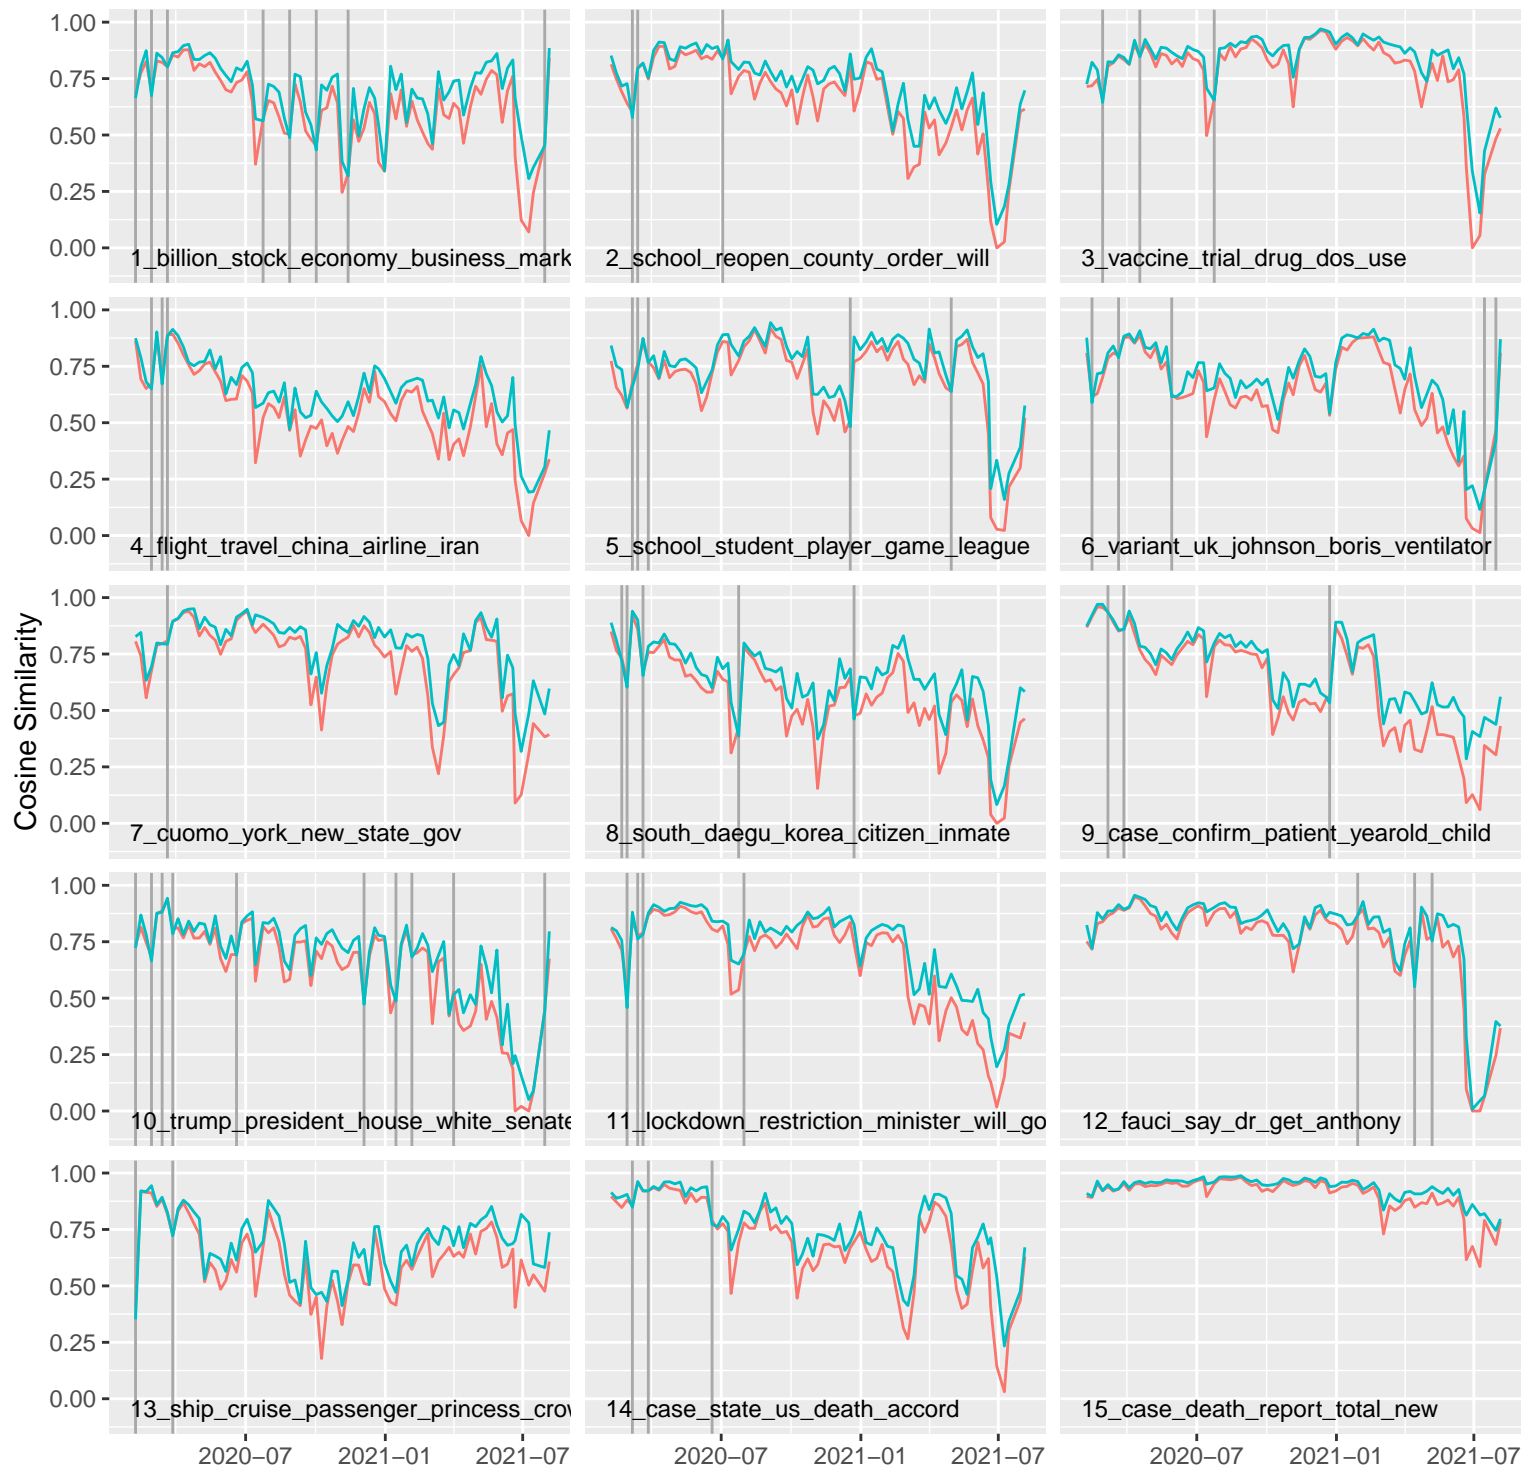 Cosine Similarity
1.00
0.75
0.50
0.25
0.00
1_billion_stock_economy_business_mark
2_school_reopen_county_order_will
3_vaccine_trial_drug_dos_use
1.00
0.75
0.50
0.25
0.00
4_flight_travel_china_airline_iran
5_school_student_player_game_league
6_variant_uk_johnson_boris_ventilator
1.00
0.75
0.50
0.25
0.00
7_cuomo_york_new_state_gov
8_south_daegu_korea_citizen_inmate
9_case_confirm_patient_yearold_child
1.00
0.75
0.50
0.25
0.00
10_trump_president_house_white_senate
11_lockdown_restriction_minister_will_go
12_fauci_say_dr_get_anthony
1.00
0.75
0.50
0.25
0.00
13_ship_cruise_passenger_princess_crow
14_case_state_us_death_accord
15_case_death_report_total_new
2020−07 2021−01 2021−07
2020−07 2021−01 2021−07
2020−07 2021−01 2021−07